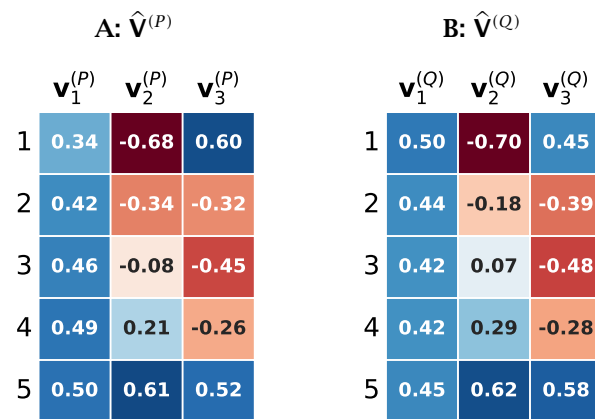 A: V̂^(P)
B: V̂^(Q)
v₁^(P) v₂^(P) v₃^(P)
v₁^(Q) v₂^(Q) v₃^(Q)
1 0.34 -0.68 0.60
2 0.42 -0.34 -0.32
3 0.46 -0.08 -0.45
4 0.49 0.21 -0.26
5 0.50 0.61 0.52
1 0.50 -0.70 0.45
2 0.44 -0.18 -0.39
3 0.42 0.07 -0.48
4 0.42 0.29 -0.28
5 0.45 0.62 0.58